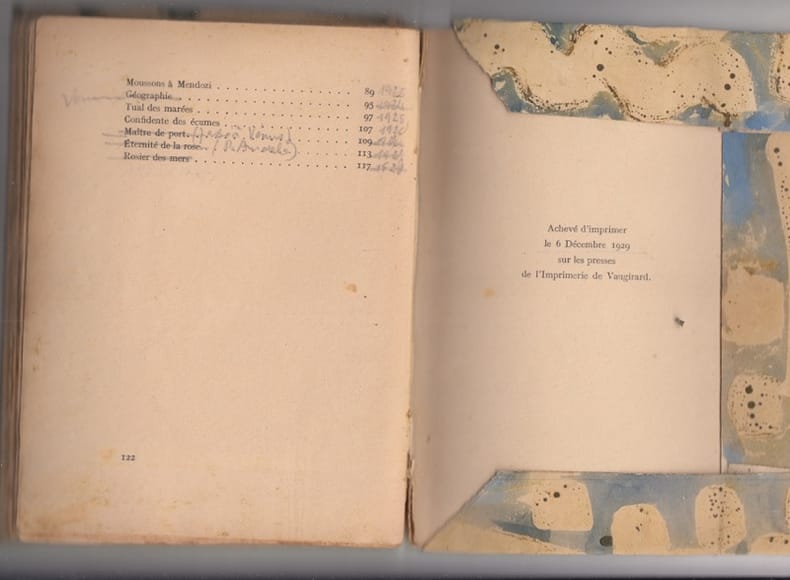 Moussons à Mendozi . . . . . . . . . . . . . . . . . . 89
Géographie . . . . . . . . . . . . . . . . . . . . . . 95
Tual des marées . . . . . . . . . . . . . . . . . . . . 97 1925
Confidente des écumes . . . . . . . . . . . . . . . . . 107
Maître de port. . . . . . . . . . . . . . . . . . . . . 109
Éternité de la rose. . . . . . . . . . . . . . . . . . 113
Rosier des mers . . . . . . . . . . . . . . . . . . . . 117
122
Achevé d'imprimer
le 6 Décembre 1929
sur les presses
de l'Imprimerie de Vaugirard.